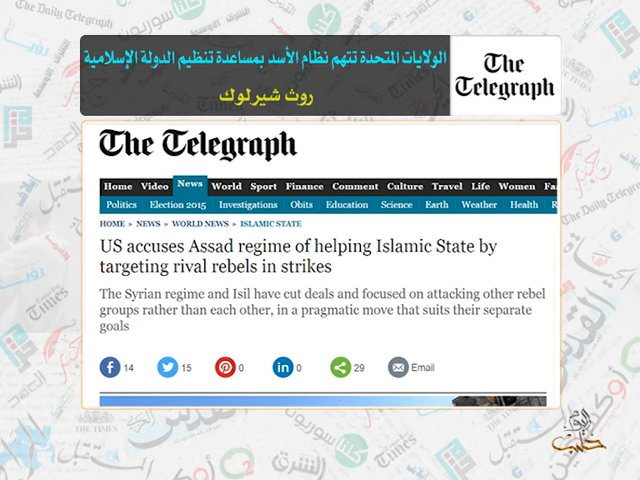 الولايات المتحدة تتهم نظام الأسد بمساعدة تنظيم الدولة الإسلامية
روث شيرلوك
The
Telegraph
The Telegraph
Home Video News World Sport Finance Comment Culture Travel Life Women Fa
Politics Election 2015 Investigations Obits Education Science Earth Weather Health R
HOME » NEWS » WORLD NEWS » ISLAMIC STATE
US accuses Assad regime of helping Islamic State by
targeting rival rebels in strikes
The Syrian regime and Isil have cut deals and focused on attacking other rebel
groups rather than each other, in a pragmatic move that suits their separate
goals
14 15 0 0 29 Email